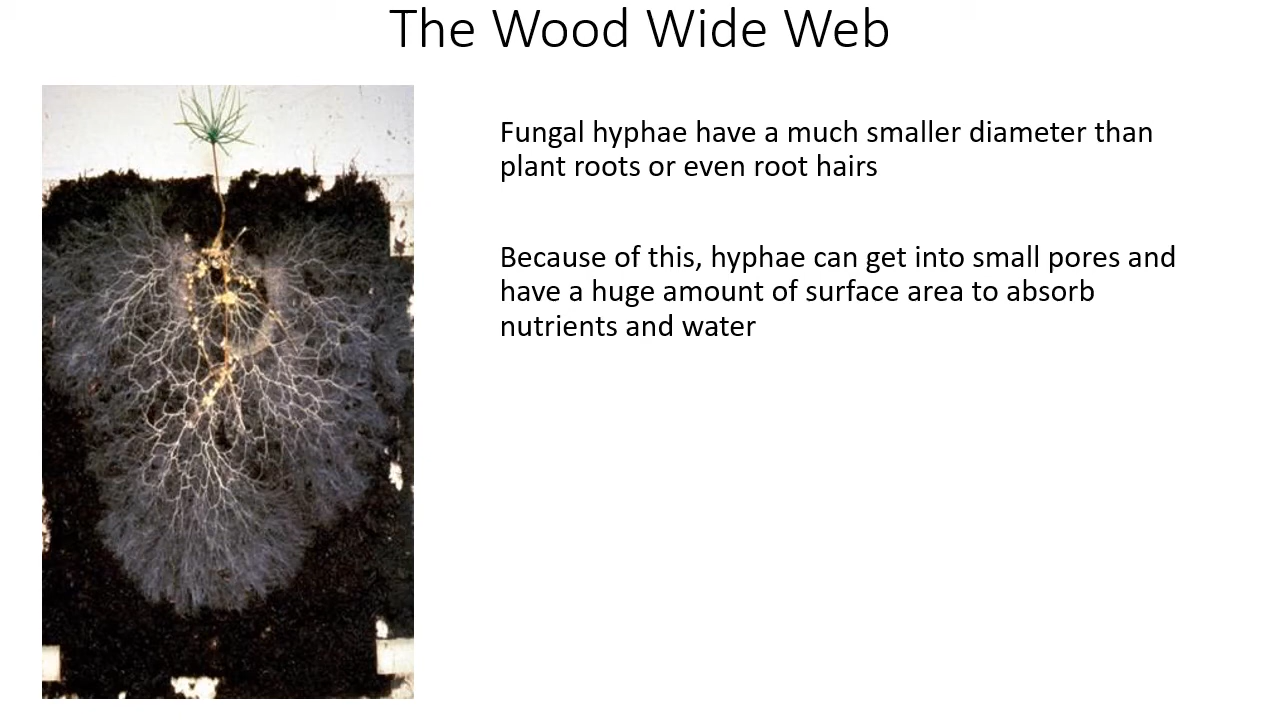 The Wood Wide Web
Fungal hyphae have a much smaller diameter than
plant roots or even root hairs
Because of this, hyphae can get into small pores and
have a huge amount of surface area to absorb
nutrients and water